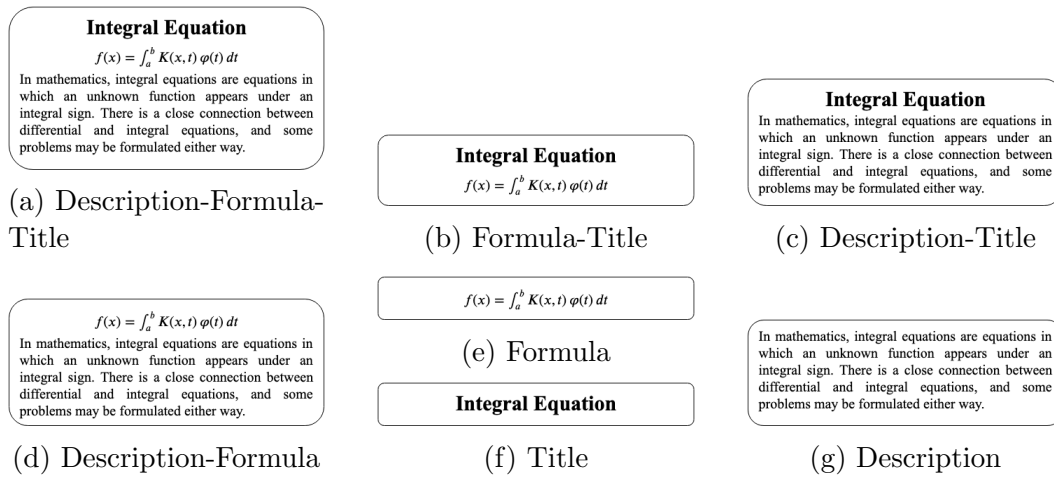 Integral Equation
f(x) = ∫ₐᵇ K(x, t) φ(t) dt
In mathematics, integral equations are equations in
which an unknown function appears under an
integral sign. There is a close connection between
differential and integral equations, and some
problems may be formulated either way.
(a) Description-Formula-
Title
Integral Equation
f(x) = ∫ₐᵇ K(x, t) φ(t) dt
(b) Formula-Title
Integral Equation
In mathematics, integral equations are equations in
which an unknown function appears under an
integral sign. There is a close connection between
differential and integral equations, and some
problems may be formulated either way.
(c) Description-Title
f(x) = ∫ₐᵇ K(x, t) φ(t) dt
In mathematics, integral equations are equations in
which an unknown function appears under an
integral sign. There is a close connection between
differential and integral equations, and some
problems may be formulated either way.
(d) Description-Formula
f(x) = ∫ₐᵇ K(x, t) φ(t) dt
(e) Formula
Integral Equation
(f) Title
In mathematics, integral equations are equations in
which an unknown function appears under an
integral sign. There is a close connection between
differential and integral equations, and some
problems may be formulated either way.
(g) Description